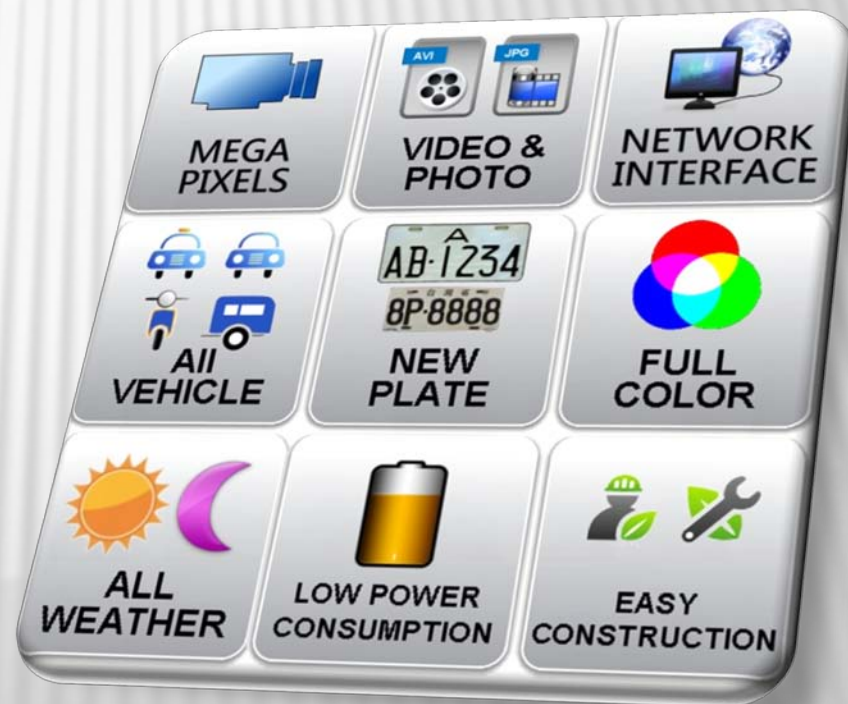 MEGA
PIXELS
AVI
JPG
VIDEO &
PHOTO
NETWORK
INTERFACE
All
VEHICLE
A
AB·1234
8P·8888
NEW
PLATE
FULL
COLOR
ALL
WEATHER
LOW POWER
CONSUMPTION
EASY
CONSTRUCTION